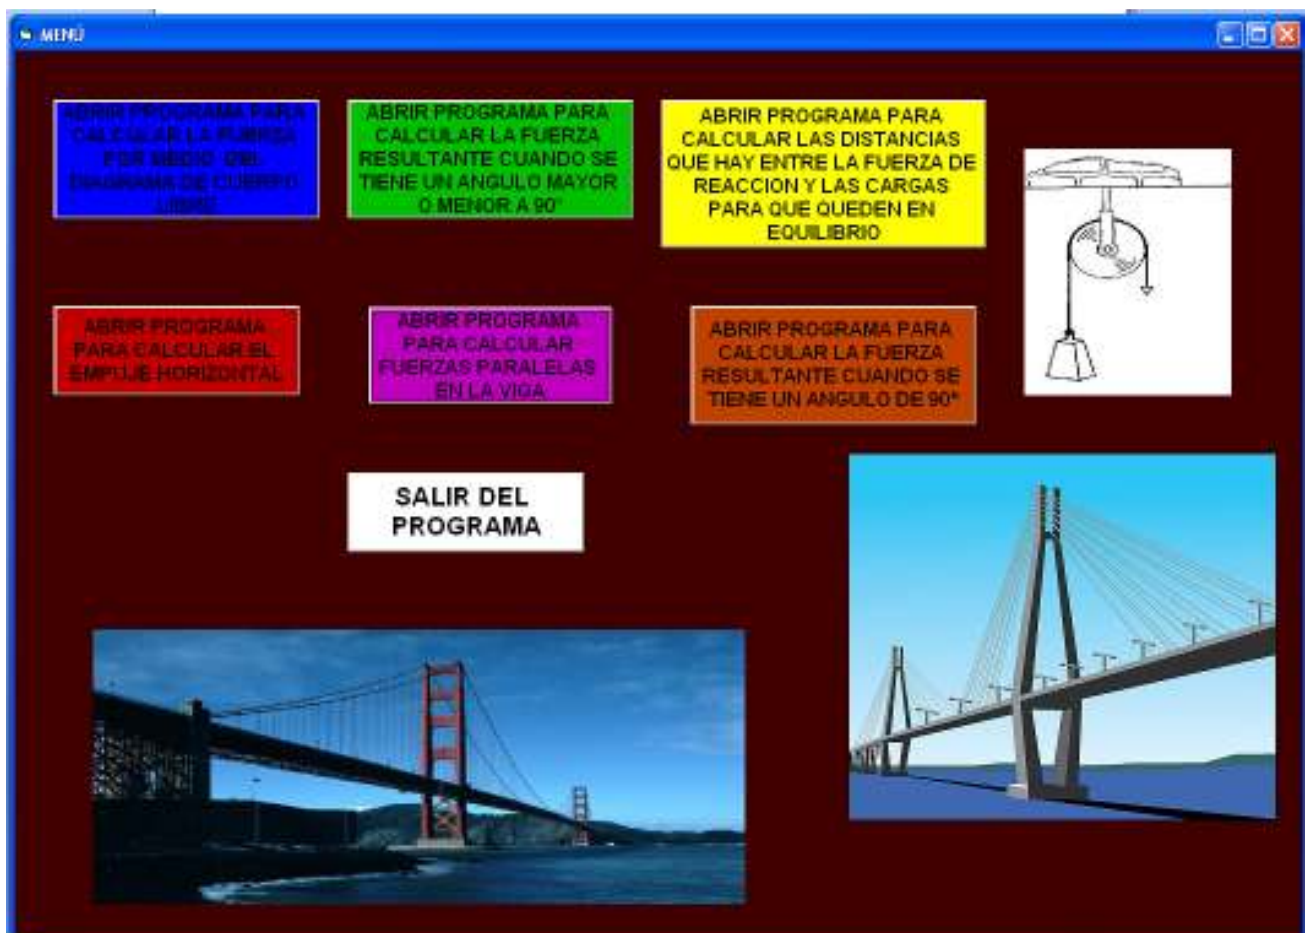 MENÚ
ABRIR PROGRAMA PARA
CALCULAR LA FUERZA
POR MEDIO DEL
DIAGRAMA DE CUERPO
LIBRE
ABRIR PROGRAMA PARA
CALCULAR LA FUERZA
RESULTANTE CUANDO SE
TIENE UN ANGULO MAYOR
O MENOR A 90°
ABRIR PROGRAMA PARA
CALCULAR LAS DISTANCIAS
QUE HAY ENTRE LA FUERZA DE
REACCION Y LAS CARGAS
PARA QUE QUEDEN EN
EQUILIBRIO
ABRIR PROGRAMA
PARA CALCULAR EL
EMPUJE HORIZONTAL
ABRIR PROGRAMA
PARA CALCULAR
FUERZAS PARALELAS
EN LA VIGA
ABRIR PROGRAMA PARA
CALCULAR LA FUERZA
RESULTANTE CUANDO SE
TIENE UN ANGULO DE 90°
SALIR DEL
PROGRAMA